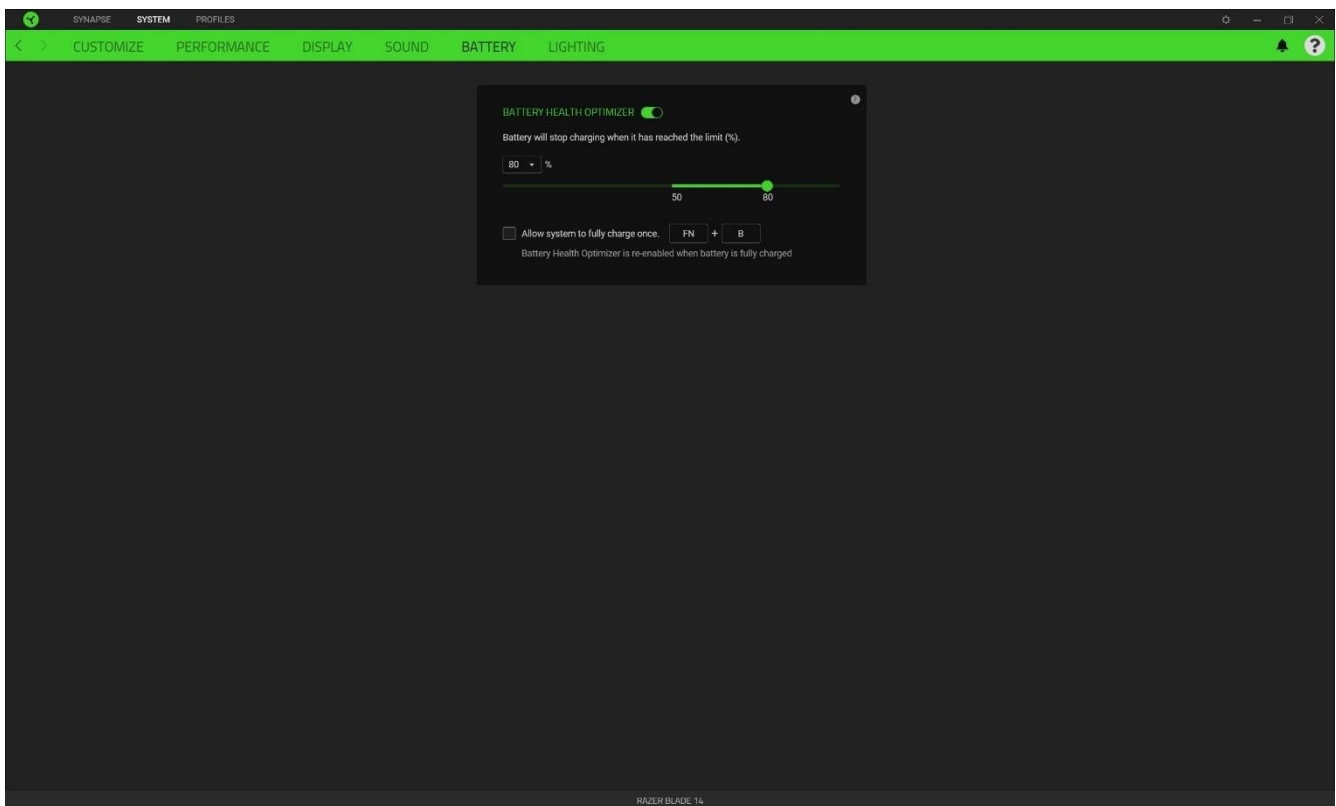 SYNAPSE SYSTEM PROFILES
CUSTOMIZE PERFORMANCE DISPLAY SOUND BATTERY LIGHTING ?
BATTERY HEALTH OPTIMIZER ?
Battery will stop charging when it has reached the limit (%).
80 %
50 80
Allow system to fully charge once. FN + B
Battery Health Optimizer is re-enabled when battery is fully charged
RAZER BLADE 14